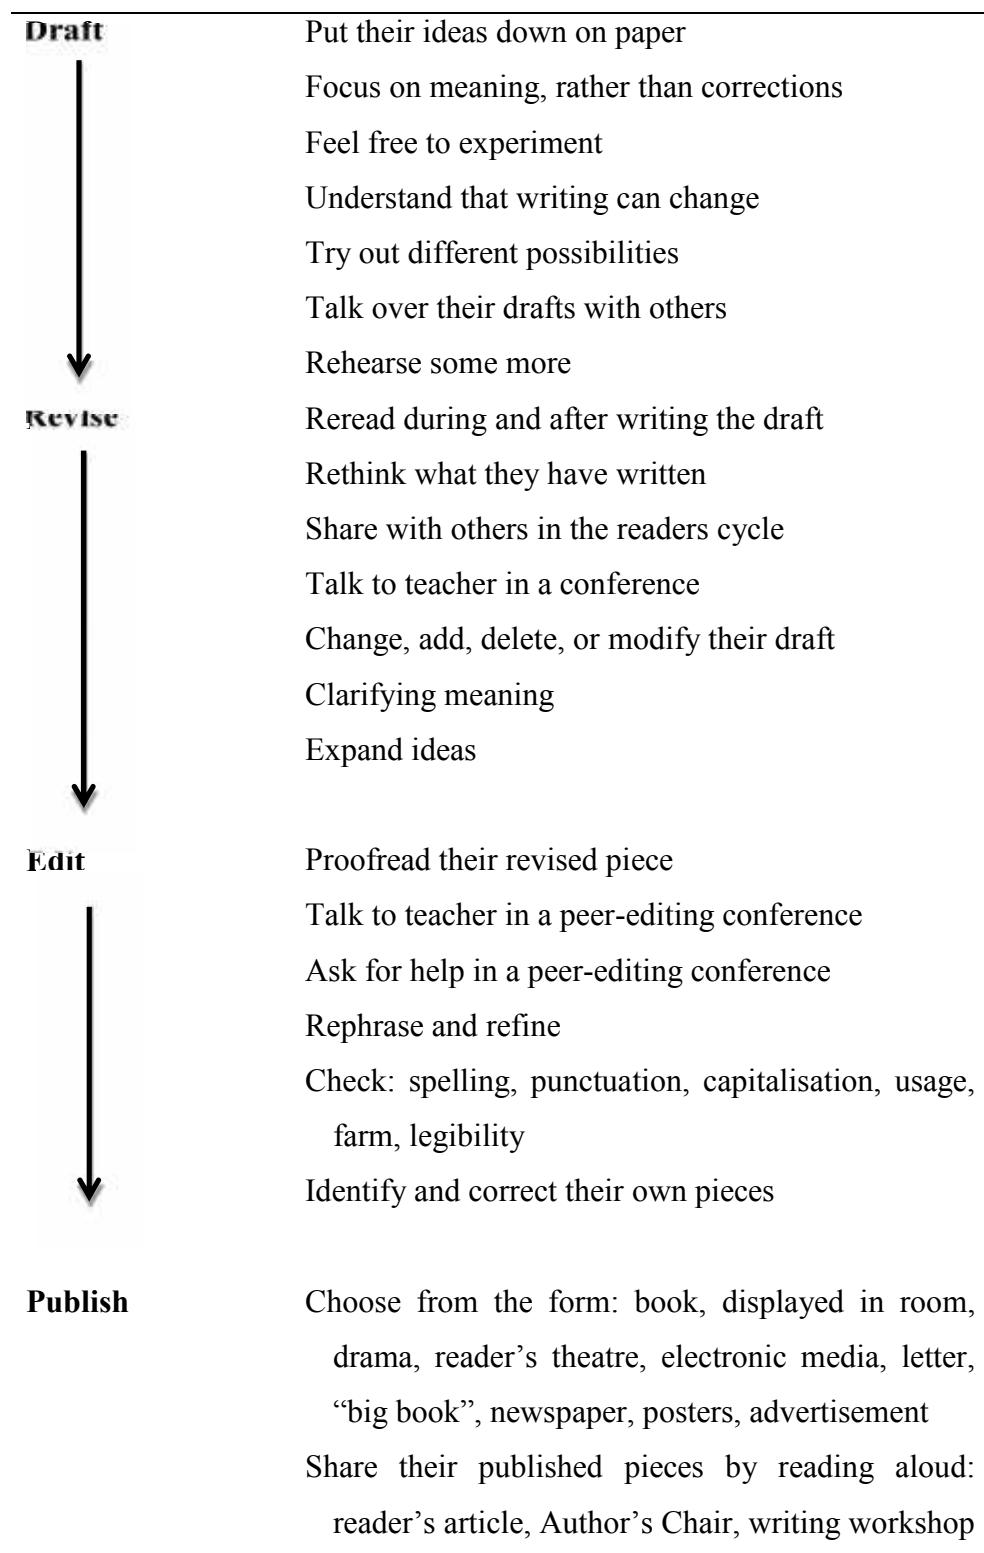 Draft Put their ideas down on paper
Focus on meaning, rather than corrections
Feel free to experiment
Understand that writing can change
Try out different possibilities
Talk over their drafts with others
Rehearse some more
Revise Reread during and after writing the draft
Rethink what they have written
Share with others in the readers cycle
Talk to teacher in a conference
Change, add, delete, or modify their draft
Clarifying meaning
Expand ideas
Edit Proofread their revised piece
Talk to teacher in a peer-editing conference
Ask for help in a peer-editing conference
Rephrase and refine
Check: spelling, punctuation, capitalisation, usage,
farm, legibility
Identify and correct their own pieces
Publish Choose from the form: book, displayed in room,
drama, reader’s theatre, electronic media, letter,
“big book”, newspaper, posters, advertisement
Share their published pieces by reading aloud:
reader’s article, Author’s Chair, writing workshop